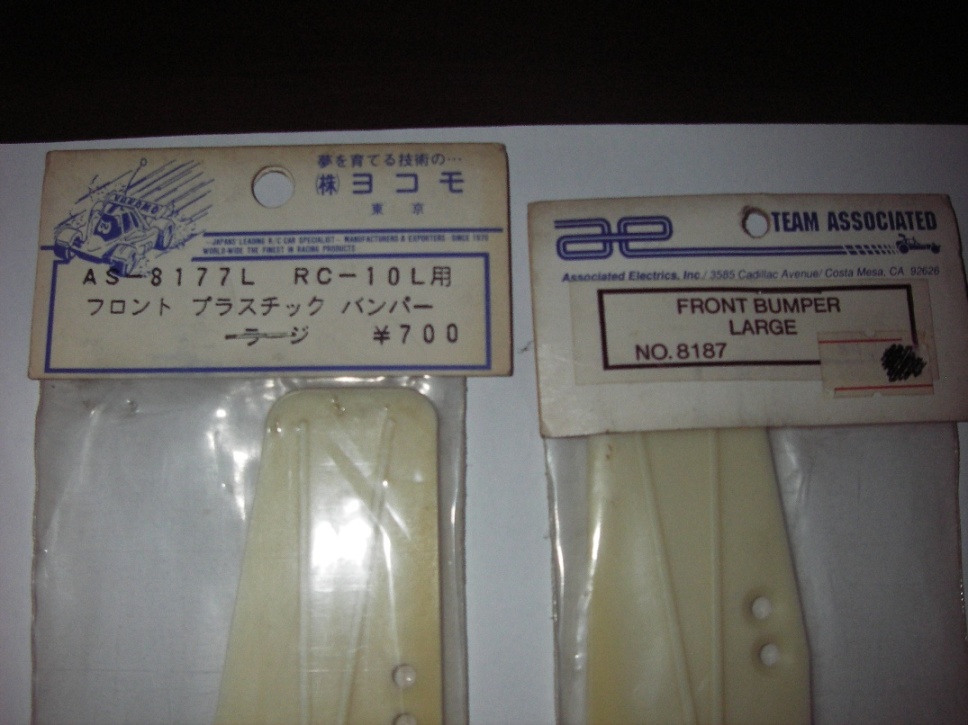 夢を育てる技術の…
㈱ ヨコモ
東京
YOKOMO
- JAPANS LEADING R/C CAR SPECIALIST - MANUFACTURERS & EXPORTERS - SINCE 1970
WORLD-WIDE THE FINEST IN RACING PRODUCTS
AS-8177L RC-10L用
フロント プラスチック バンパー
ラージ ¥700
ae TEAM ASSOCIATED
Associated Electrics, Inc./ 3585 Cadillac Avenue/ Costa Mesa, CA 92626
FRONT BUMPER
LARGE
NO. 8187